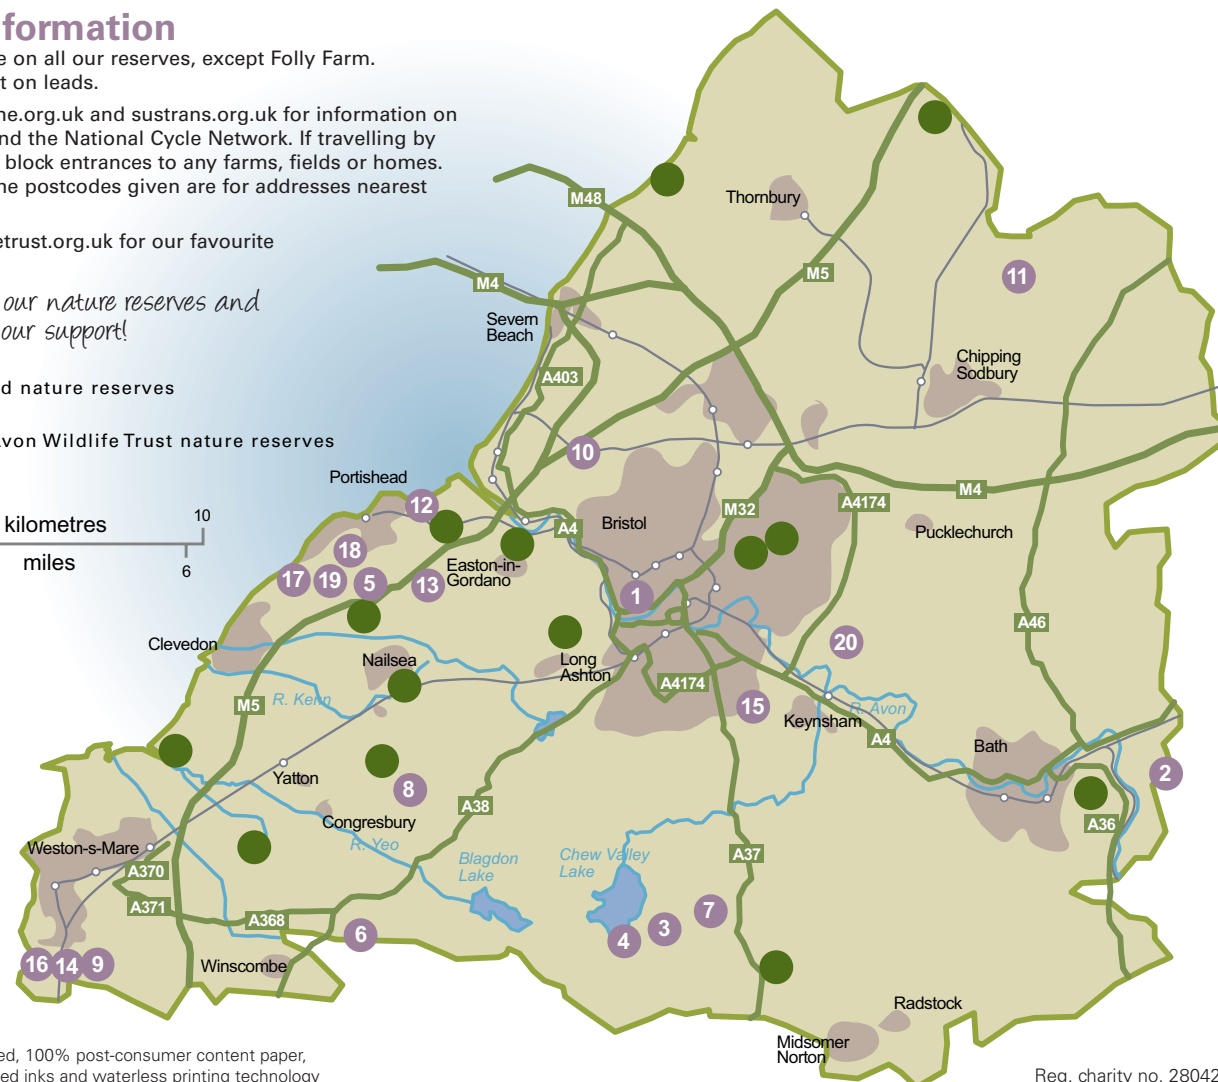 formation
e on all our reserves, except Folly Farm.
t on leads.
ne.org.uk and sustrans.org.uk for information on
nd the National Cycle Network. If travelling by
block entrances to any farms, fields or homes.
he postcodes given are for addresses nearest
etrust.org.uk for our favourite
our nature reserves and
our support!
d nature reserves
von Wildlife Trust nature reserves
kilometres
10
miles
6
M48
Thornbury
M5
11
M4
Severn
Beach
A403
Chipping
Sodbury
10
Portishead
12
M4
A4174
M32
Bristol
A4
Pucklechurch
18
17
19
5
13
Easton-in-
Gordano
1
A46
20
Clevedon
Nailsea
Long
Ashton
A4174
M5
R. Kenn
15
Keynsham
R. Avon
A4
Bath
2
Yatton
8
A38
Congresbury
R. Yeo
A36
Weston-s-Mare
A370
Blagdon
Lake
Chew Valley
Lake
A37
A371
A368
7
3
4
6
16
14
9
Winscombe
Radstock
Midsomer
Norton
ed, 100% post-consumer content paper,
ed inks and waterless printing technology
Reg. charity no. 28042